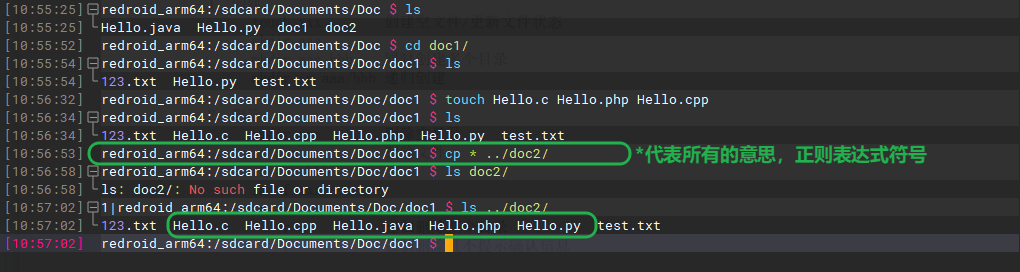 [10:55:25] redroid_arm64:/sdcard/Documents/Doc $ ls
[10:55:25] Hello.java  Hello.py  doc1  doc2
[10:55:52] redroid_arm64:/sdcard/Documents/Doc $ cd doc1/
[10:55:54] redroid_arm64:/sdcard/Documents/Doc/doc1 $ ls
[10:55:54] 123.txt  Hello.py  test.txt
[10:56:32] redroid_arm64:/sdcard/Documents/Doc/doc1 $ touch Hello.c Hello.php Hello.cpp
[10:56:34] redroid_arm64:/sdcard/Documents/Doc/doc1 $ ls
[10:56:34] 123.txt  Hello.c  Hello.cpp  Hello.php  Hello.py  test.txt
[10:56:53] redroid_arm64:/sdcard/Documents/Doc/doc1 $ cp * ../doc2/ *代表所有的意思，正则表达式符号
[10:56:58] redroid_arm64:/sdcard/Documents/Doc/doc1 $ ls doc2/
[10:56:58] ls: doc2/: No such file or directory
[10:57:02] 1|redroid_arm64:/sdcard/Documents/Doc/doc1 $ ls ../doc2/
[10:57:02] 123.txt  Hello.c  Hello.cpp  Hello.java  Hello.php  Hello.py  test.txt
[10:57:02] redroid_arm64:/sdcard/Documents/Doc/doc1 $